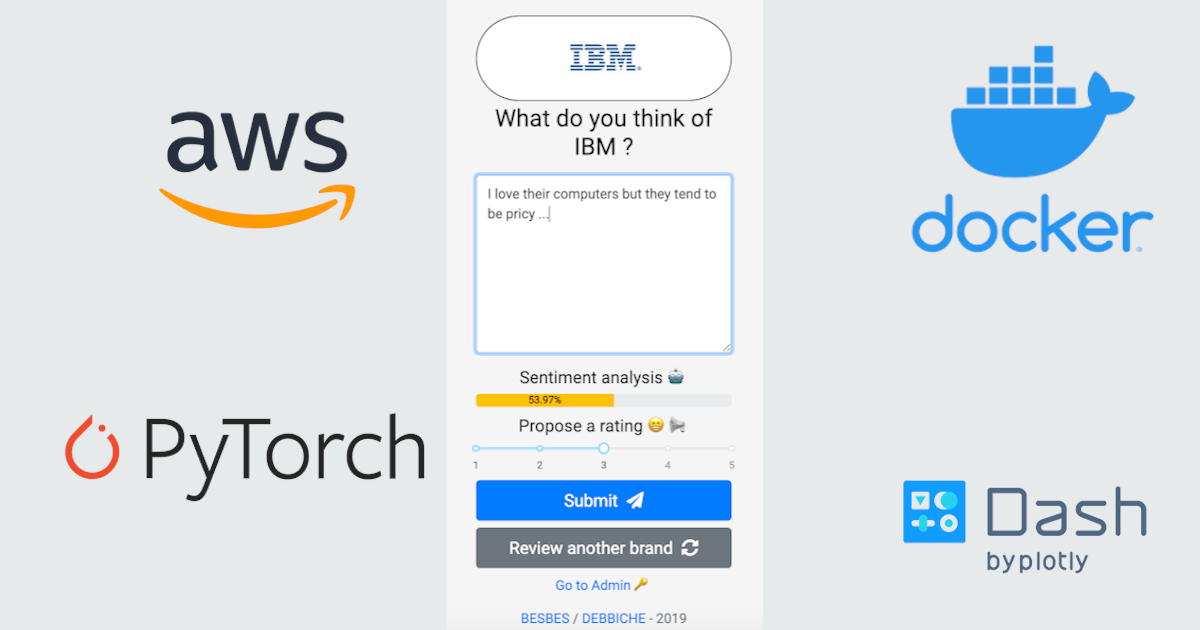 aws
PyTorch
IBM
What do you think of
IBM ?
I love their computers but they tend to
be pricy ...
Sentiment analysis
53.97%
Propose a rating
1 2 3 4 5
Submit
Review another brand
Go to Admin
BESBES / DEBBICHE - 2019
docker
Dash
byplotly